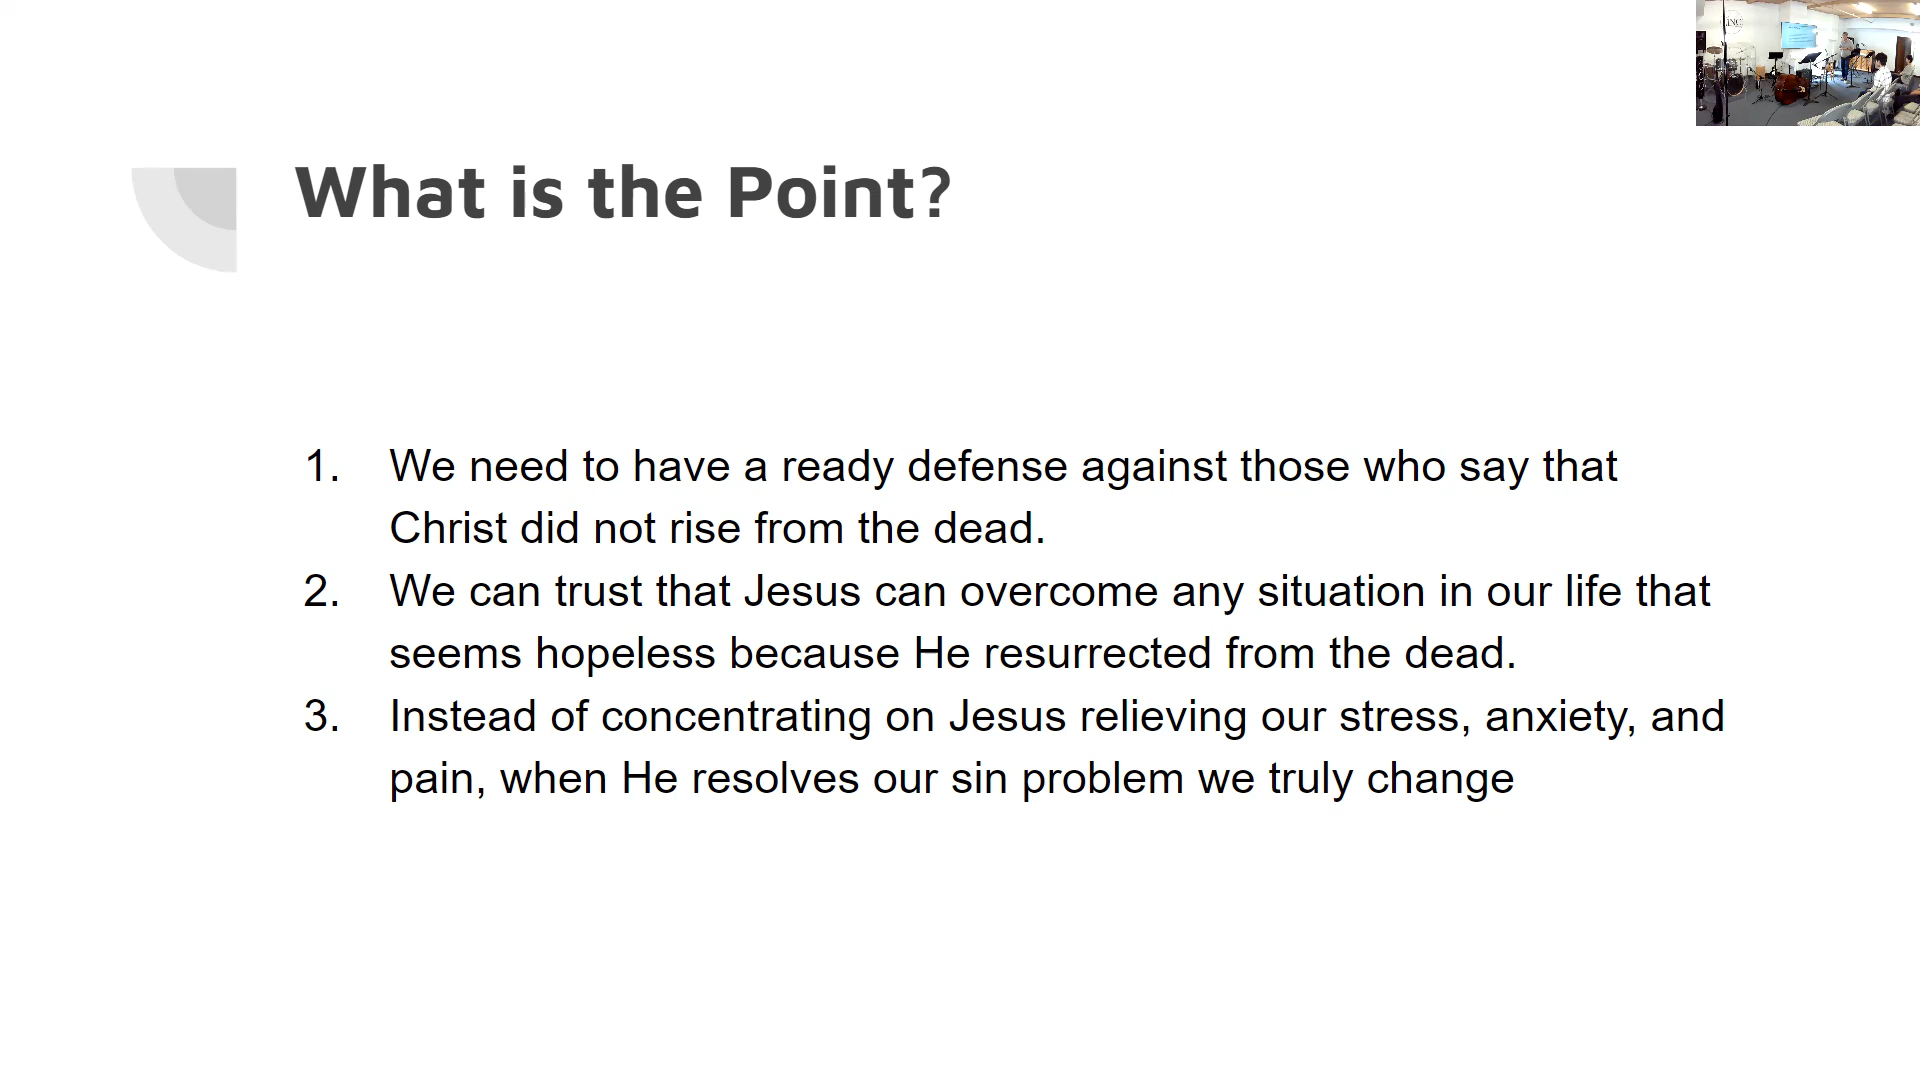 What is the Point?
1. We need to have a ready defense against those who say that
Christ did not rise from the dead.
2. We can trust that Jesus can overcome any situation in our life that
seems hopeless because He resurrected from the dead.
3. Instead of concentrating on Jesus relieving our stress, anxiety, and
pain, when He resolves our sin problem we truly change